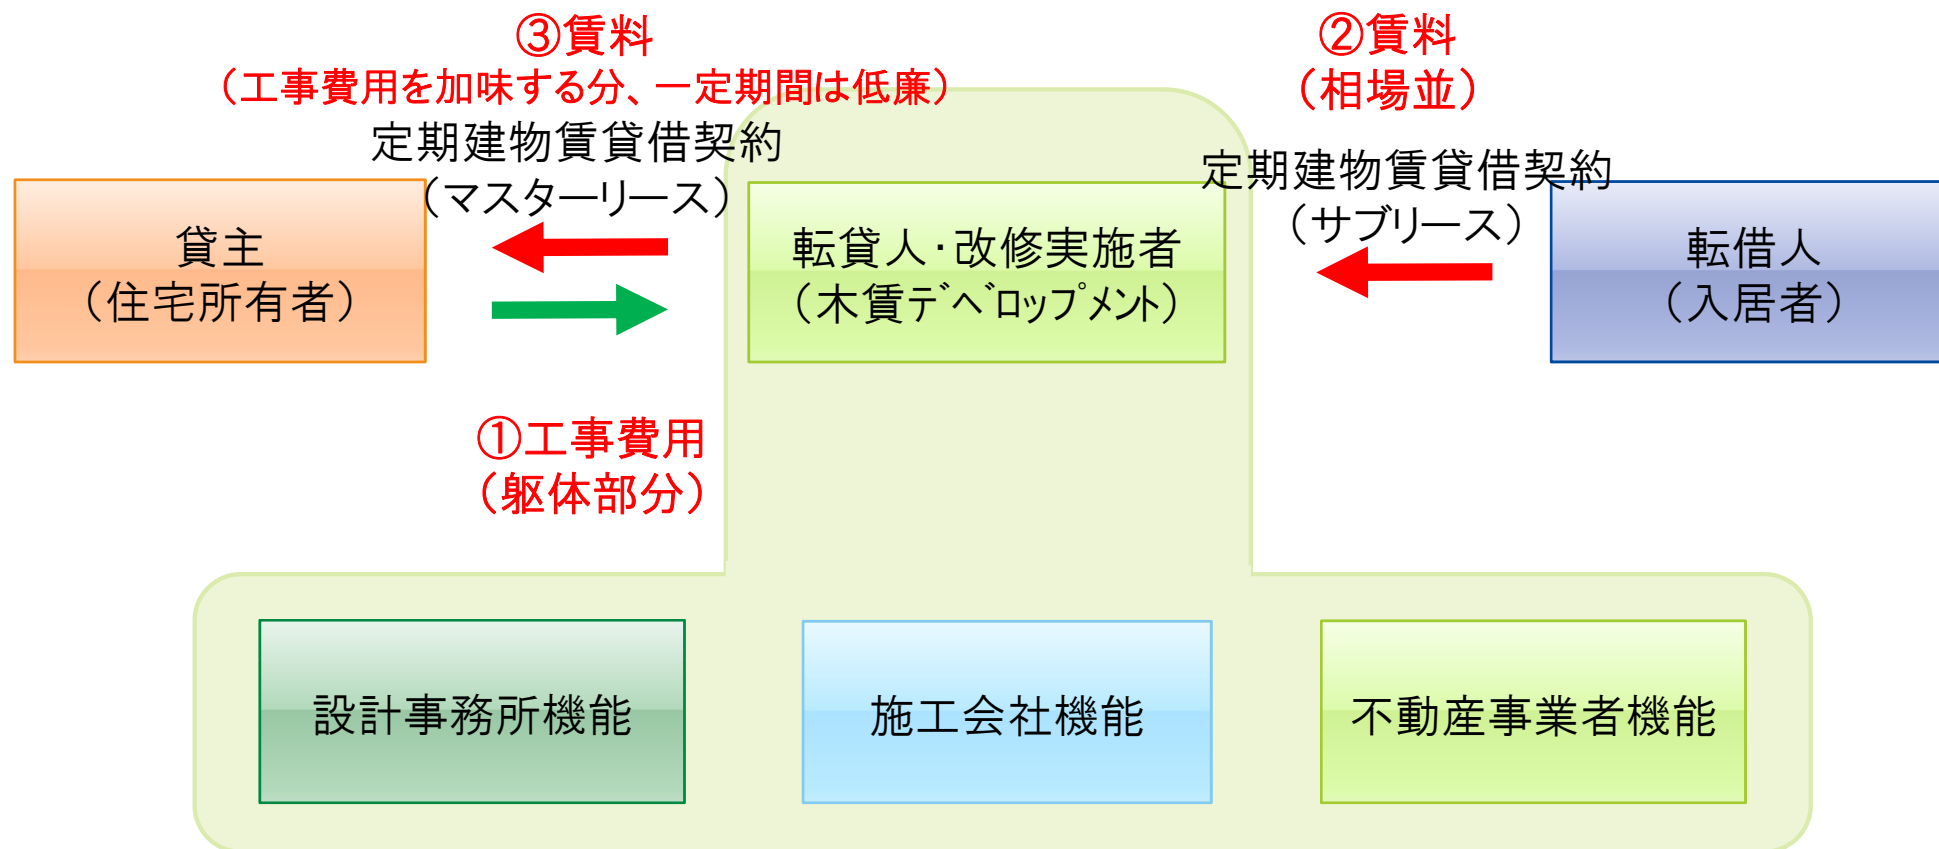 ③賃料
（工事費用を加味する分、一定期間は低廉）
定期建物賃貸借契約
（マスターリース）
②賃料
（相場並）
定期建物賃貸借契約
（サブリース）
貸主
（住宅所有者）
転貸人・改修実施者
（木賃ﾃﾞﾍﾞﾛｯﾌﾟﾒﾝﾄ）
転借人
（入居者）
①工事費用
（躯体部分）
設計事務所機能
施工会社機能
不動産事業者機能